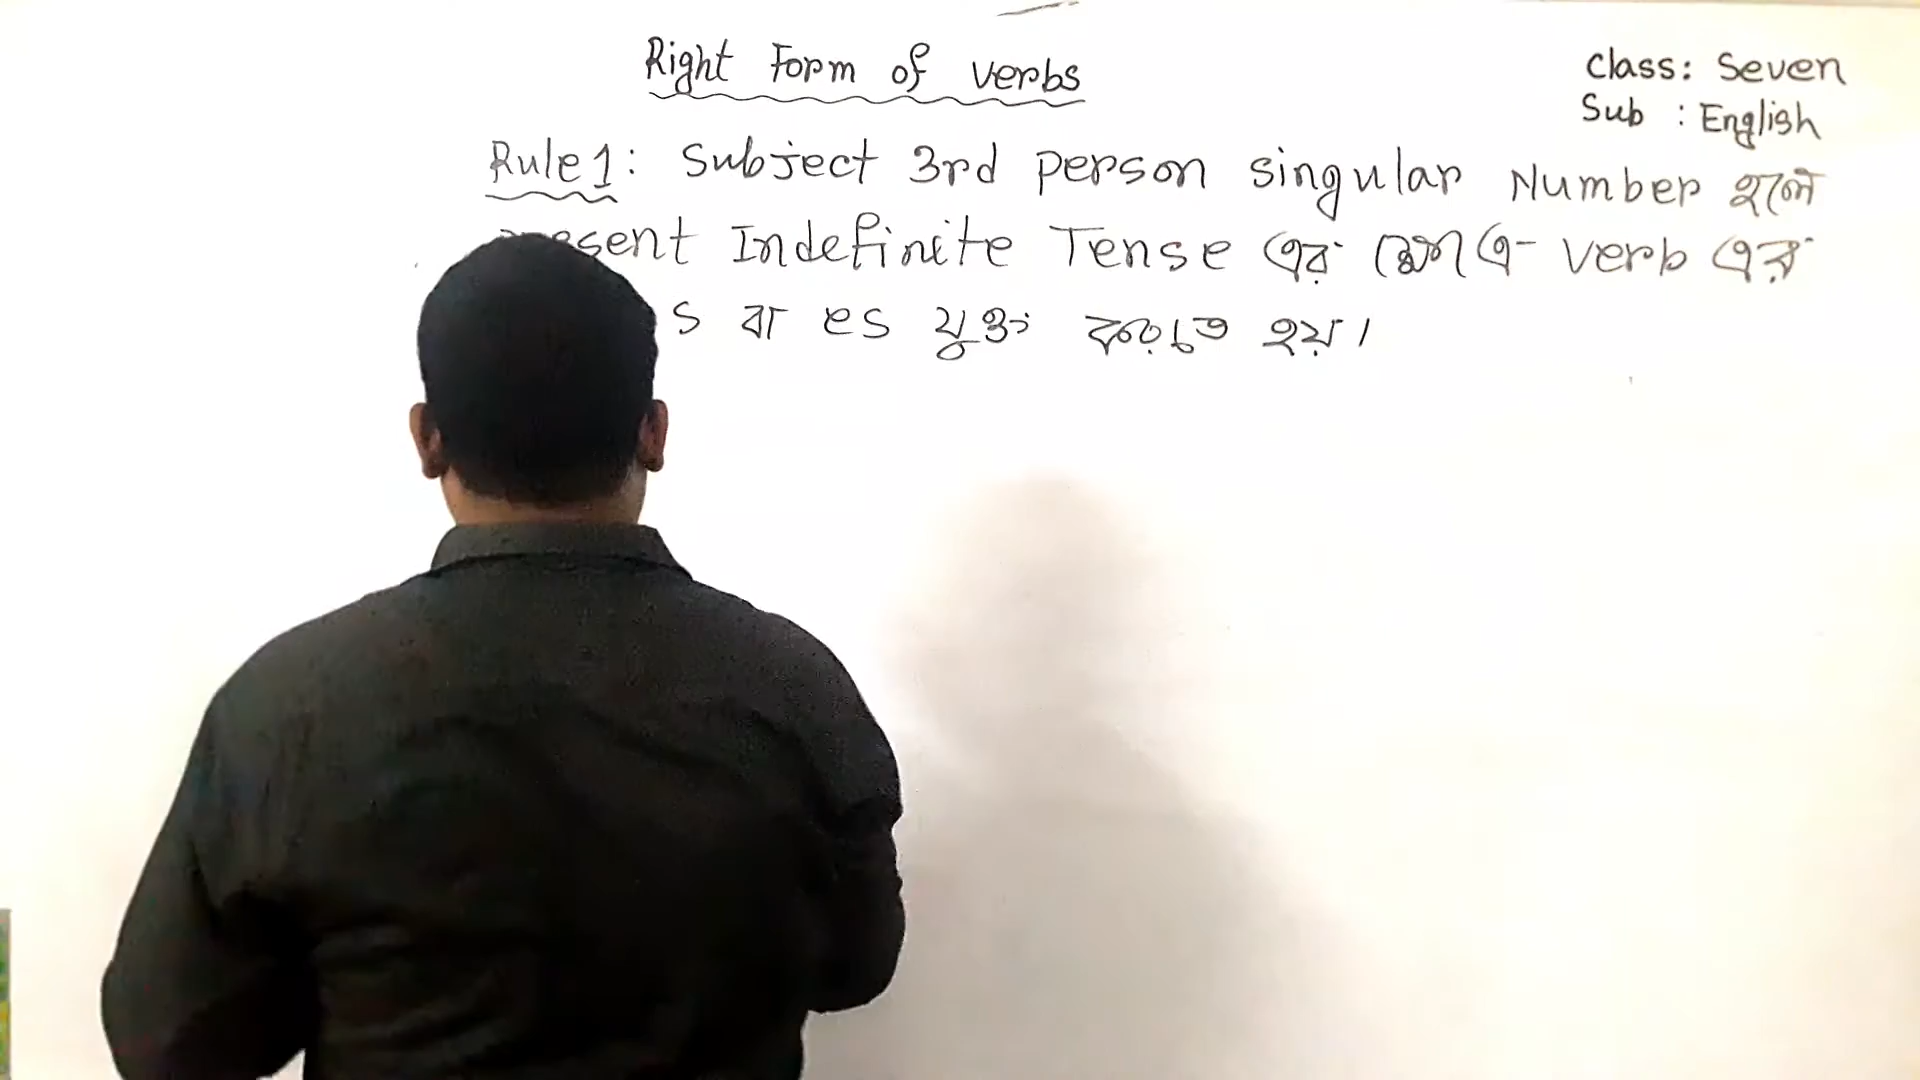 Right Form of verbs
Class: Seven
Sub : English
Rule 1: Subject 3rd person singular Number হলে
Indefinite Tense এর ক্ষেত্রে verb এর
s বা es যুক্ত করতে হয়।